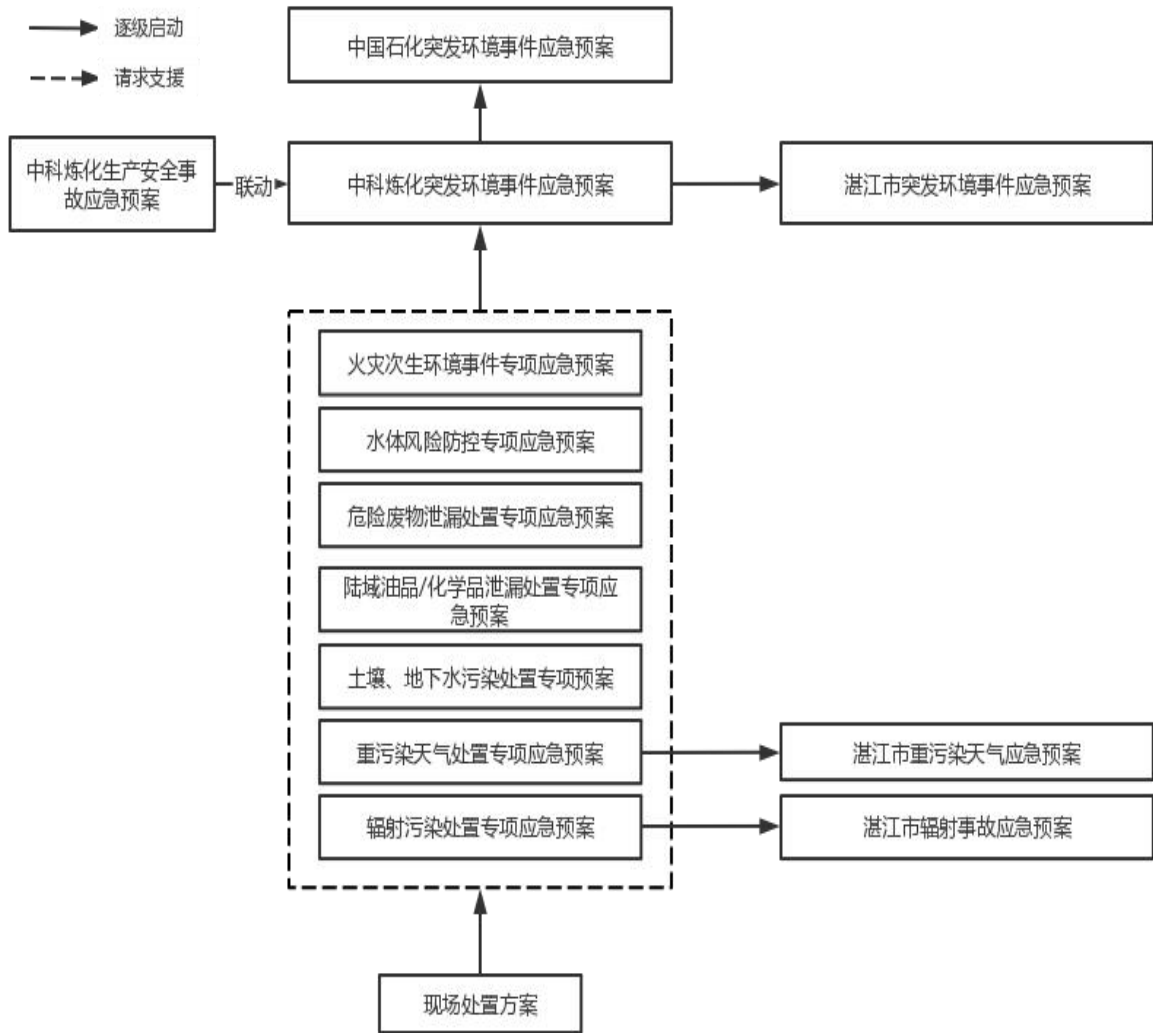 逐级启动
中国石化突发环境事件应急预案
请求支援
中科炼化生产安全事
故应急预案
联动
中科炼化突发环境事件应急预案
湛江市突发环境事件应急预案
火灾次生环境事件专项应急预案
水体风险防控专项应急预案
危险废物泄漏处置专项应急预案
陆域油品/化学品泄漏处置专项应
急预案
土壤、地下水污染处置专项预案
重污染天气处置专项应急预案
湛江市重污染天气应急预案
辐射污染处置专项应急预案
湛江市辐射事故应急预案
现场处置方案